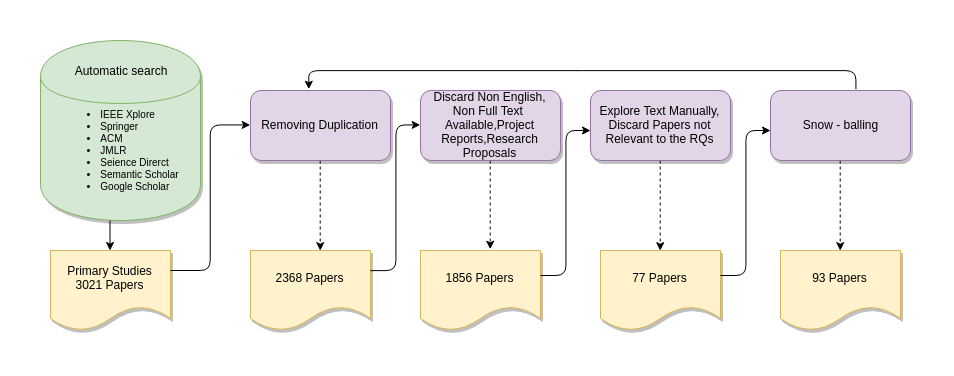 Automatic search
IEEE Xplore
Springer
ACM
JMLR
Seience Direrct
Semantic Scholar
Google Scholar
Removing Duplication
Discard Non English,
Non Full Text
Available,Project
Reports,Research
Proposals
Explore Text Manually,
Discard Papers not
Relevant to the RQs
Snow - balling
Primary Studies
3021 Papers
2368 Papers
1856 Papers
77 Papers
93 Papers